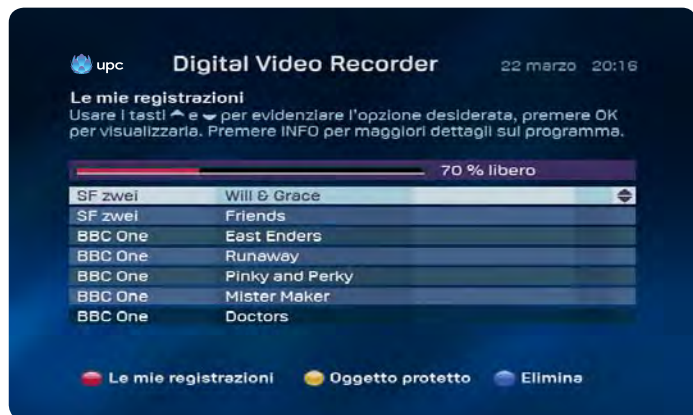 upc Digital Video Recorder 22 marzo 20:16
Le mie registrazioni
Usare i tasti e per evidenziare l'opzione desiderata, premere OK
per visualizzarla. Premere INFO per maggiori dettagli sul programma.
70 % libero
SF zwei Will & Grace
SF zwei Friends
BBC One East Enders
BBC One Runaway
BBC One Pinky and Perky
BBC One Mister Maker
BBC One Doctors
Le mie registrazioni Oggetto protetto Elimina